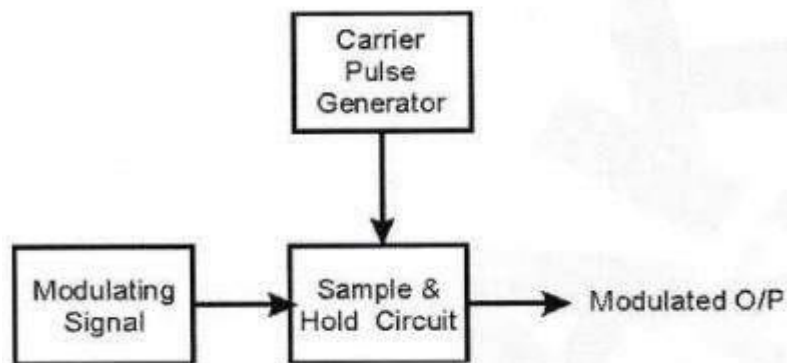 Carrier
Pulse
Generator
Modulating
Signal
Sample &
Hold Circuit
Modulated O/P